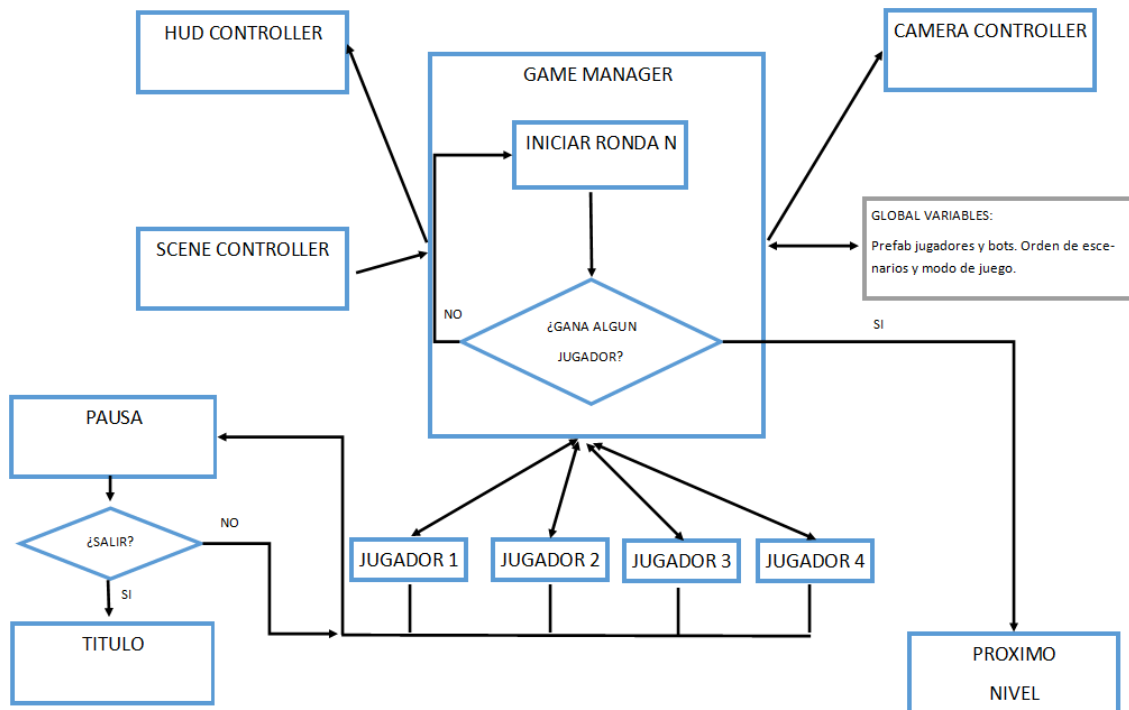 HUD CONTROLLER
GAME MANAGER
CAMERA CONTROLLER
INICIAR RONDA N
SCENE CONTROLLER
GLOBAL VARIABLES:
Prefab jugadores y bots. Orden de esce-
narios y modo de juego.
NO
¿GANA ALGUN
JUGADOR?
SI
PAUSA
¿SALIR?
NO
SI
TITULO
JUGADOR 1
JUGADOR 2
JUGADOR 3
JUGADOR 4
PROXIMO
NIVEL